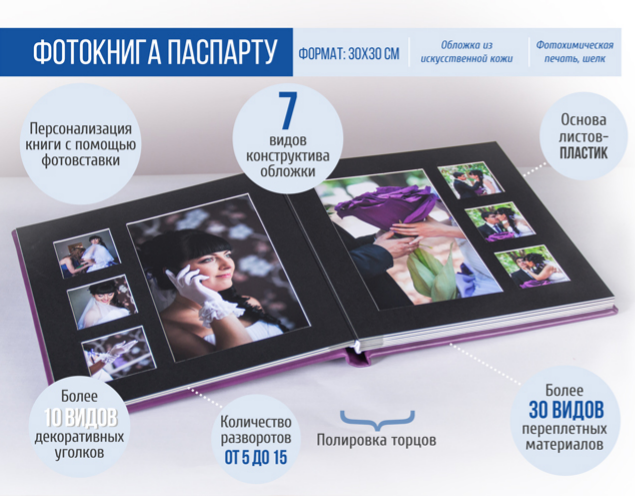 ФОТОКНИГА ПАСПАРТУ
ФОРМАТ: 30X30 СМ
Обложка из
искусственной кожи
Фотохимическая
печать, шелк
Персонализация
книги с помощью
фотовставки
7
видов
конструктива
обложки
Основа
листов-
ПЛАСТИК
Более
10 ВИДОВ
декоративных
уголков
Количество
разворотов
ОТ 5 ДО 15
Полировка торцов
Более
30 ВИДОВ
переплетных
материалов